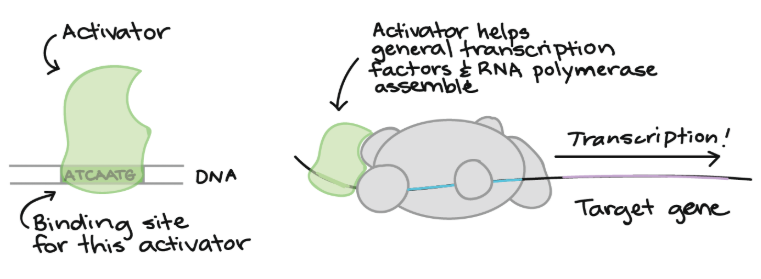 Activator
ATCAATG
DNA
Binding site
for this activator
Activator helps
general transcription
factors & RNA polymerase
assemble
Transcription!
Target gene